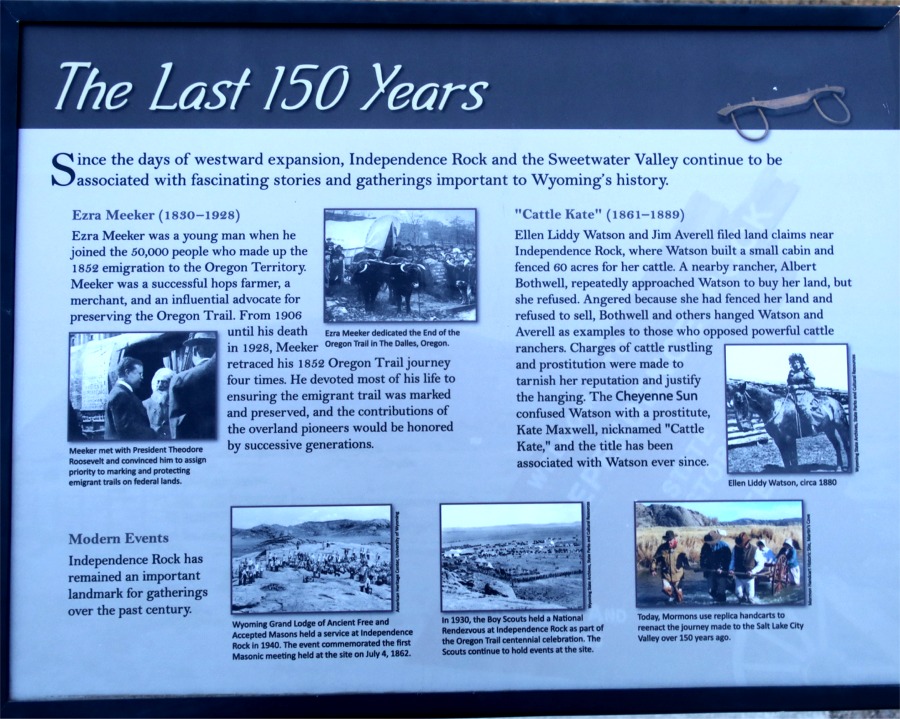 The Last 150 Years
Since the days of westward expansion, Independence Rock and the Sweetwater Valley continue to be
associated with fascinating stories and gatherings important to Wyoming's history.
Ezra Meeker (1830–1928)
Ezra Meeker was a young man when he
joined the 50,000 people who made up the
1852 emigration to the Oregon Territory.
Meeker was a successful hops farmer, a
merchant, and an influential advocate for
preserving the Oregon Trail. From 1906
until his death
in 1928, Meeker
retraced his 1852 Oregon Trail journey
four times. He devoted most of his life to
ensuring the emigrant trail was marked
and preserved, and the contributions of
the overland pioneers would be honored
by successive generations.
Ezra Meeker dedicated the End of the
Oregon Trail in The Dalles, Oregon.
Meeker met with President Theodore
Roosevelt and convinced him to assign
priority to marking and protecting
emigrant trails on federal lands.
"Cattle Kate" (1861–1889)
Ellen Liddy Watson and Jim Averell filed land claims near
Independence Rock, where Watson built a small cabin and
fenced 60 acres for her cattle. A nearby rancher, Albert
Bothwell, repeatedly approached Watson to buy her land, but
she refused. Angered because she had fenced her land and
refused to sell, Bothwell and others hanged Watson and
Averell as examples to those who opposed powerful cattle
ranchers. Charges of cattle rustling
and prostitution were made to
tarnish her reputation and justify
the hanging. The Cheyenne Sun
confused Watson with a prostitute,
Kate Maxwell, nicknamed "Cattle
Kate," and the title has been
associated with Watson ever since.
Ellen Liddy Watson, circa 1880
Modern Events
Independence Rock has
remained an important
landmark for gatherings
over the past century.
Wyoming Grand Lodge of Ancient Free and
Accepted Masons held a service at Independence
Rock in 1940. The event commemorated the first
Masonic meeting held at the site on July 4, 1862.
In 1930, the Boy Scouts held a National
Rendezvous at Independence Rock as part of
the Oregon Trail centennial celebration. The
Scouts continue to hold events at the site.
Today, Mormons use replica handcarts to
reenact the journey made to the Salt Lake City
Valley over 150 years ago.